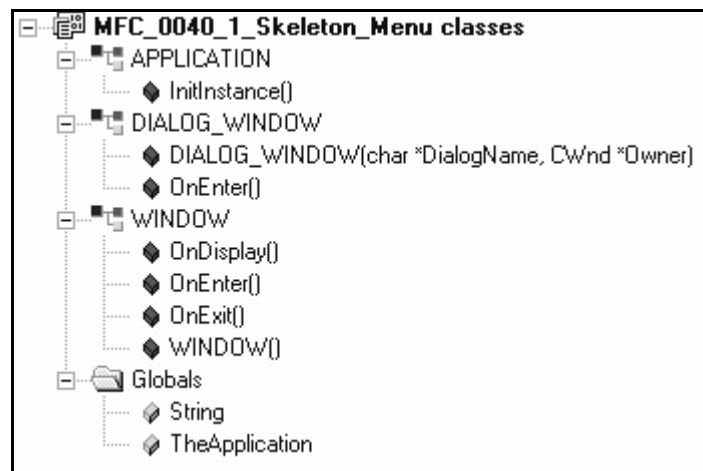 MFC_0040_1_Skeleton_Menu classes
APPLICATION
InitInstance()
DIALOG_WINDOW
DIALOG_WINDOW(char *DialogName, CWnd *Owner)
OnEnter()
WINDOW
OnDisplay()
OnEnter()
OnExit()
WINDOW()
Globals
String
TheApplication